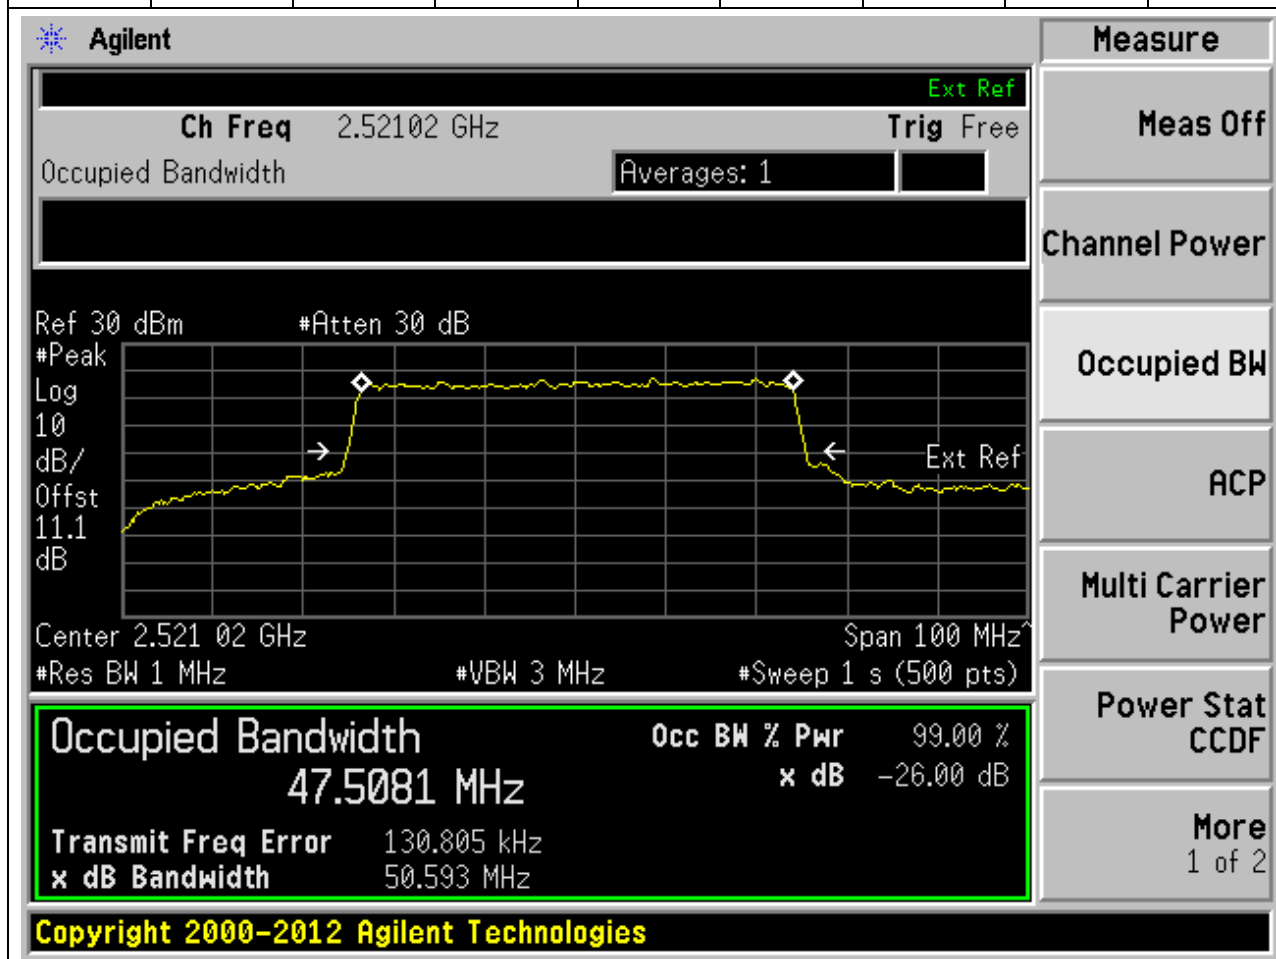 Agilent
Measure
Ext Ref
Ch Freq 2.52102 GHz Trig Free
Meas Off
Occupied Bandwidth Averages: 1
Channel Power
Ref 30 dBm #Atten 30 dB
#Peak
Log
10
dB/
Offst
11.1
dB
Ext Ref
Occupied BW
ACP
Center 2.521 02 GHz Span 100 MHz^
#Res BW 1 MHz #VBW 3 MHz #Sweep 1 s (500 pts)
Multi Carrier
Power
Occupied Bandwidth Occ BW % Pwr 99.00 %
47.5081 MHz x dB -26.00 dB
Power Stat
CCDF
Transmit Freq Error 130.805 kHz
x dB Bandwidth 50.593 MHz
More
1 of 2
Copyright 2000-2012 Agilent Technologies